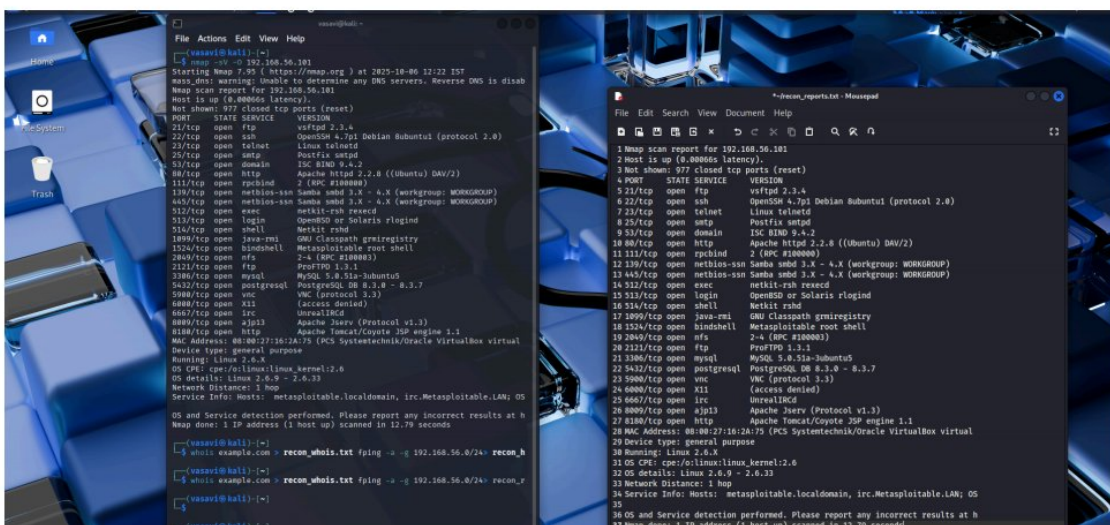 Home
File System
Trash
vasavi@kali: ~
File Actions Edit View Help
(vasavi㉿kali)-[~]
$ nmap -sV -O 192.168.56.101
Starting Nmap 7.95 ( https://nmap.org ) at 2025-10-06 12:22 IST
mass_dns: warning: Unable to determine any DNS servers. Reverse DNS is disab
Nmap scan report for 192.168.56.101
Host is up (0.00066s latency).
Not shown: 977 closed tcp ports (reset)
PORT STATE SERVICE VERSION
21/tcp open ftp vsftpd 2.3.4
22/tcp open ssh OpenSSH 4.7p1 Debian 8ubuntu1 (protocol 2.0)
23/tcp open telnet Linux telnetd
25/tcp open smtp Postfix smtpd
53/tcp open domain ISC BIND 9.4.2
80/tcp open http Apache httpd 2.2.8 ((Ubuntu) DAV/2)
111/tcp open rpcbind 2 (RPC #100000)
139/tcp open netbios-ssn Samba smbd 3.X - 4.X (workgroup: WORKGROUP)
445/tcp open netbios-ssn Samba smbd 3.X - 4.X (workgroup: WORKGROUP)
512/tcp open exec netkit-rsh rexecd
513/tcp open login OpenBSD or Solaris rlogind
514/tcp open shell Netkit rshd
1099/tcp open java-rmi GNU Classpath grmiregistry
1524/tcp open bindshell Metasploitable root shell
2049/tcp open nfs 2-4 (RPC #100003)
2121/tcp open ftp ProFTPD 1.3.1
3306/tcp open mysql MySQL 5.0.51a-3ubuntu5
5432/tcp open postgresql PostgreSQL DB 8.3.0 - 8.3.7
5900/tcp open vnc VNC (protocol 3.3)
6000/tcp open X11 (access denied)
6667/tcp open irc UnrealIRCd
8009/tcp open ajp13 Apache Jserv (Protocol v1.3)
8180/tcp open http Apache Tomcat/Coyote JSP engine 1.1
MAC Address: 08:00:27:16:2A:75 (PCS Systemtechnik/Oracle VirtualBox virtual
Device type: general purpose
Running: Linux 2.6.X
OS CPE: cpe:/o:linux:linux_kernel:2.6
OS details: Linux 2.6.9 - 2.6.33
Network Distance: 1 hop
Service Info: Hosts: metasploitable.localdomain, irc.Metasploitable.LAN; OS
OS and Service detection performed. Please report any incorrect results at h
Nmap done: 1 IP address (1 host up) scanned in 12.79 seconds
(vasavi㉿kali)-[~]
$ whois example.com > recon_whois.txt fping -a -g 192.168.56.0/24> recon_h
(vasavi㉿kali)-[~]
$ whois example.com > recon_whois.txt fping -a -g 192.168.56.0/24> recon_r
(vasavi㉿kali)-[~]
$
*~/recon_reports.txt - Mousepad
File Edit Search View Document Help
1 Nmap scan report for 192.168.56.101
2 Host is up (0.00066s latency).
3 Not shown: 977 closed tcp ports (reset)
4 PORT STATE SERVICE VERSION
5 21/tcp open ftp vsftpd 2.3.4
6 22/tcp open ssh OpenSSH 4.7p1 Debian 8ubuntu1 (protocol 2.0)
7 23/tcp open telnet Linux telnetd
8 25/tcp open smtp Postfix smtpd
9 53/tcp open domain ISC BIND 9.4.2
10 80/tcp open http Apache httpd 2.2.8 ((Ubuntu) DAV/2)
11 111/tcp open rpcbind 2 (RPC #100000)
12 139/tcp open netbios-ssn Samba smbd 3.X - 4.X (workgroup: WORKGROUP)
13 445/tcp open netbios-ssn Samba smbd 3.X - 4.X (workgroup: WORKGROUP)
14 512/tcp open exec netkit-rsh rexecd
15 513/tcp open login OpenBSD or Solaris rlogind
16 514/tcp open shell Netkit rshd
17 1099/tcp open java-rmi GNU Classpath grmiregistry
18 1524/tcp open bindshell Metasploitable root shell
19 2049/tcp open nfs 2-4 (RPC #100003)
20 2121/tcp open ftp ProFTPD 1.3.1
21 3306/tcp open mysql MySQL 5.0.51a-3ubuntu5
22 5432/tcp open postgresql PostgreSQL DB 8.3.0 - 8.3.7
23 5900/tcp open vnc VNC (protocol 3.3)
24 6000/tcp open X11 (access denied)
25 6667/tcp open irc UnrealIRCd
26 8009/tcp open ajp13 Apache Jserv (Protocol v1.3)
27 8180/tcp open http Apache Tomcat/Coyote JSP engine 1.1
28 MAC Address: 08:00:27:16:2A:75 (PCS Systemtechnik/Oracle VirtualBox virtual
29 Device type: general purpose
30 Running: Linux 2.6.X
31 OS CPE: cpe:/o:linux:linux_kernel:2.6
32 OS details: Linux 2.6.9 - 2.6.33
33 Network Distance: 1 hop
34 Service Info: Hosts: metasploitable.localdomain, irc.Metasploitable.LAN; OS
35
36 OS and Service detection performed. Please report any incorrect results at h
37 Nmap done: 1 IP address (1 host up) scanned in 12.79 seconds